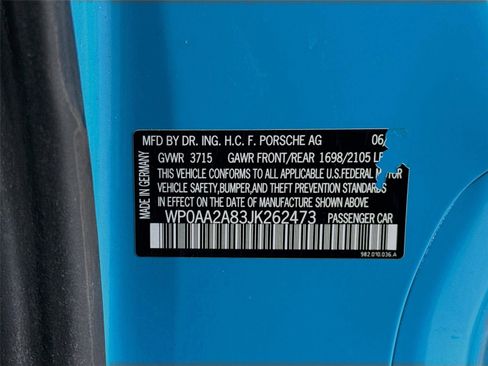 MADE IN GERMANY
MFD BY DR. ING. H.C. F. PORSCHE AG 06/
GVWR 3715 GAWR FRONT/REAR 1698/2105 LB
THIS VEHICLE CONFORMS TO ALL APPLICABLE U.S.FEDERAL MOTOR
VEHICLE SAFETY,BUMPER,AND THEFT PREVENTION STANDARDS
IN EFFECT ON THE DATE OF MANUFACTURE SHOWN ABOVE
WP0AA2A83JK262473 PASSENGER CAR
982.010.036.A